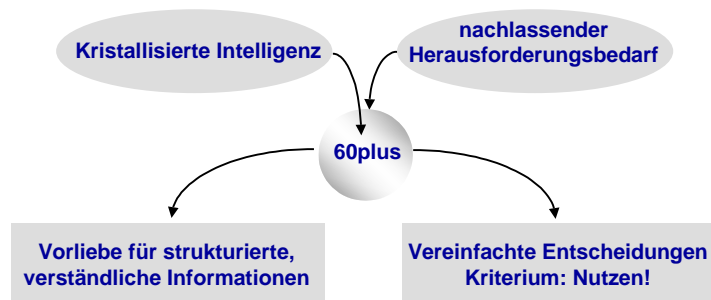 Kristallisierte Intelligenz
nachlassender
Herausforderungsbedarf
60plus
Vorliebe für strukturierte,
verständliche Informationen
Vereinfachte Entscheidungen
Kriterium: Nutzen!